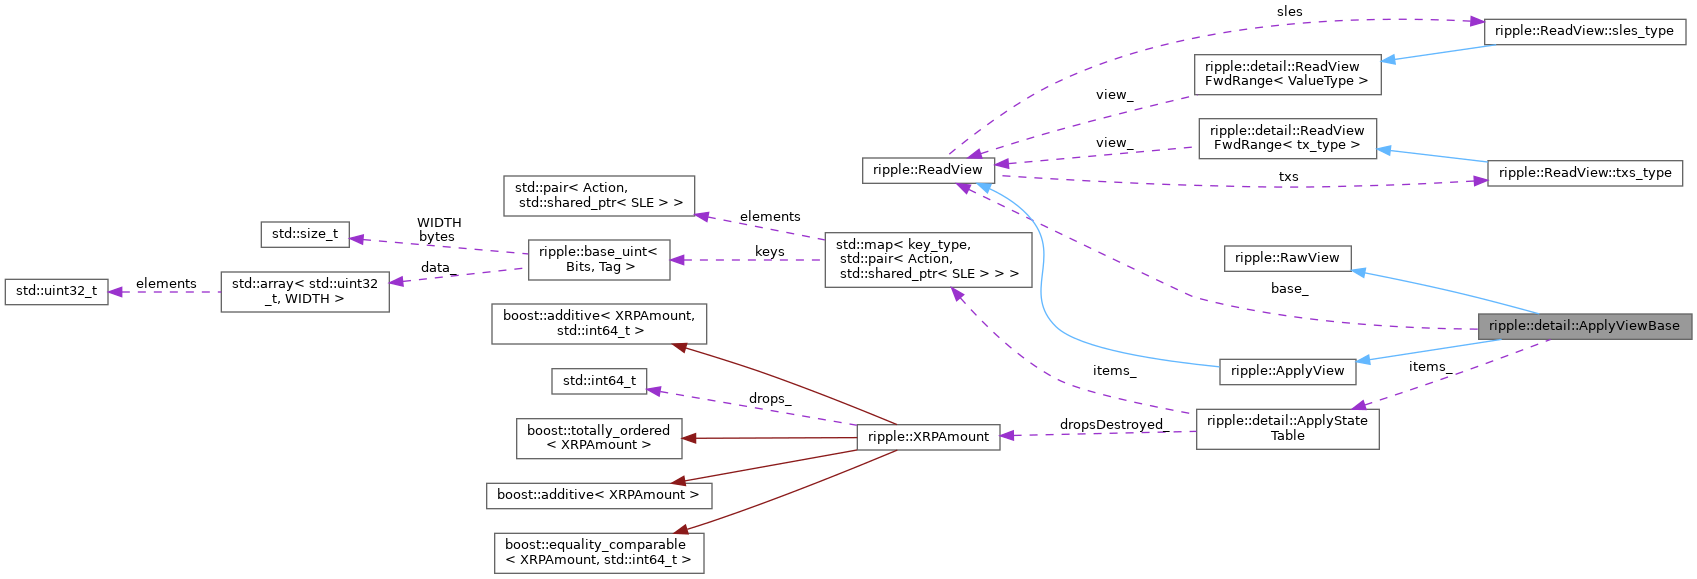 sles
ripple::ReadView::sles_type
ripple::detail::ReadView
FwdRange< ValueType >
view_
ripple::detail::ReadView
FwdRange< tx_type >
view_
ripple::ReadView
txs
ripple::ReadView::txs_type
std::pair< Action,
std::shared_ptr< SLE > >
elements
WIDTH
bytes
std::size_t
ripple::base_uint<
Bits, Tag >
keys
std::map< key_type,
std::pair< Action,
std::shared_ptr< SLE > > >
ripple::RawView
data_
std::uint32_t
elements
std::array< std::uint32
_t, WIDTH >
base_
boost::additive< XRPAmount,
std::int64_t >
ripple::detail::ApplyViewBase
std::int64_t
drops_
items_
ripple::ApplyView
items_
boost::totally_ordered
< XRPAmount >
ripple::XRPAmount
dropsDestroyed_
ripple::detail::ApplyState
Table
boost::additive< XRPAmount >
boost::equality_comparable
< XRPAmount, std::int64_t >